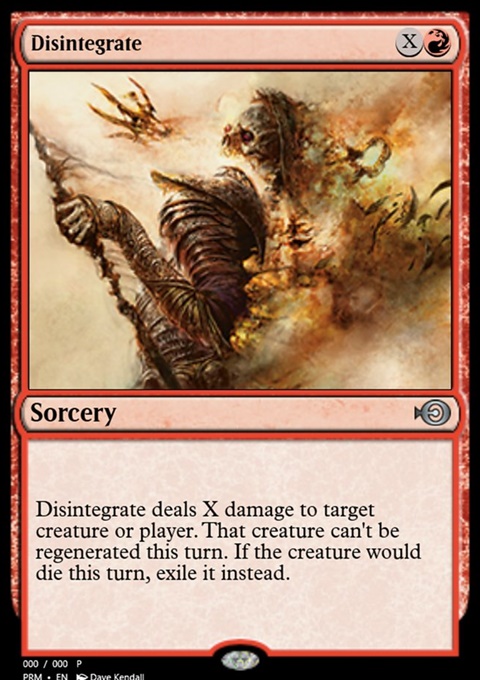 Disintegrate X
Sorcery
Disintegrate deals X damage to target
creature or player. That creature can't be
regenerated this turn. If the creature would
die this turn, exile it instead.
000 / 000 P
PRM • EN Dave Kendall